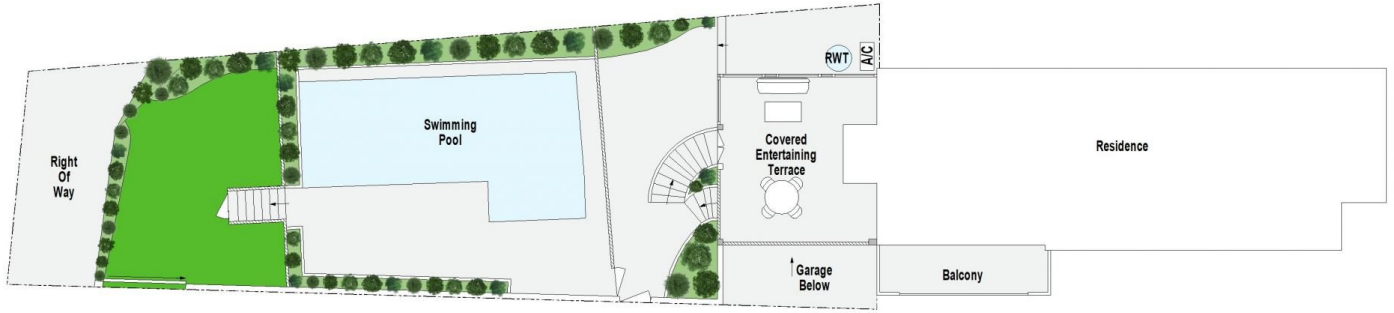 Right
Of
Way
Swimming
Pool
Covered
Entertaining
Terrace
RWT
A/C
Garage
Below
Balcony
Residence